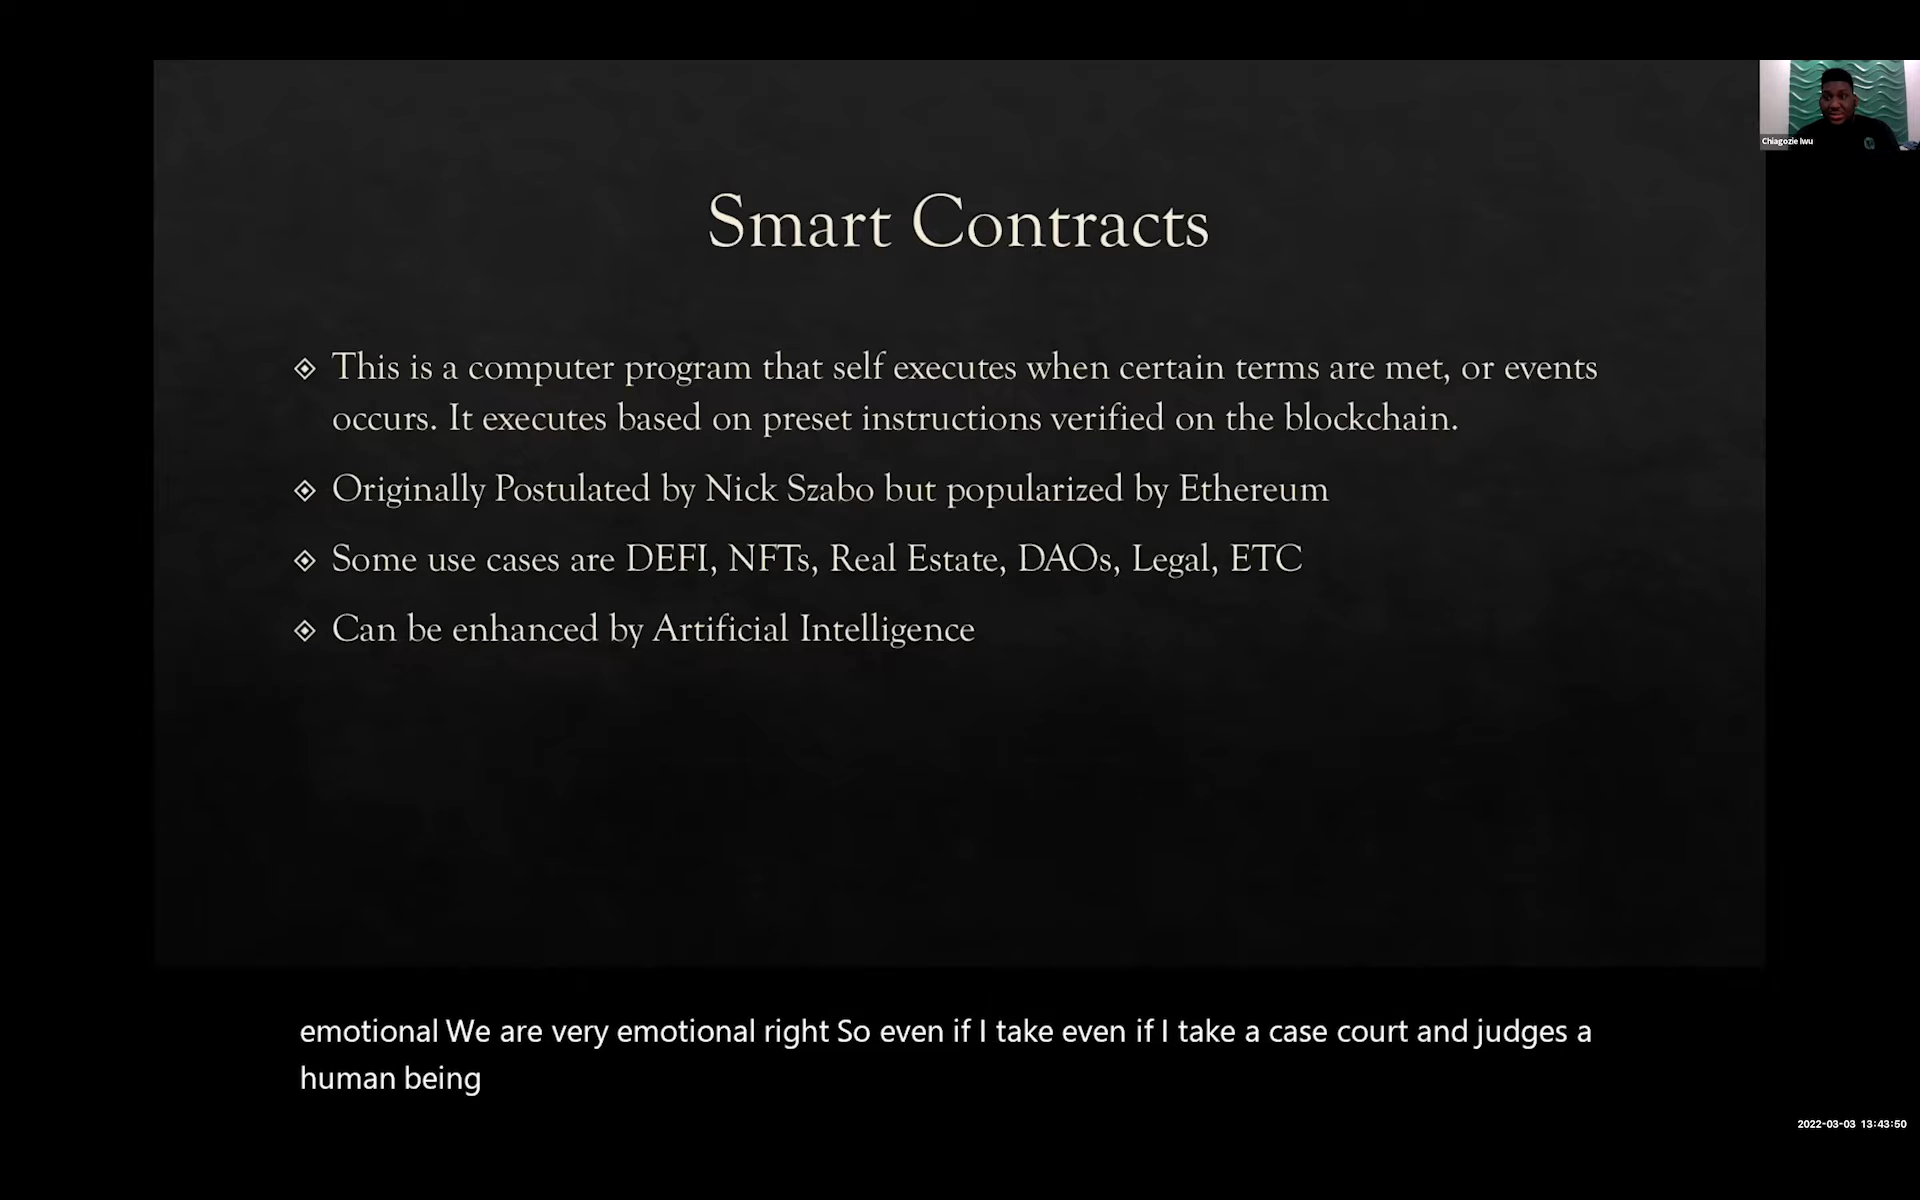 Chiagozie Iwu
Smart Contracts
This is a computer program that self executes when certain terms are met, or events
occurs. It executes based on preset instructions verified on the blockchain.
Originally Postulated by Nick Szabo but popularized by Ethereum
Some use cases are DEFI, NFTs, Real Estate, DAOs, Legal, ETC
Can be enhanced by Artificial Intelligence
emotional We are very emotional right So even if I take even if I take a case court and judges a
human being
2022-03-03 13:43:50